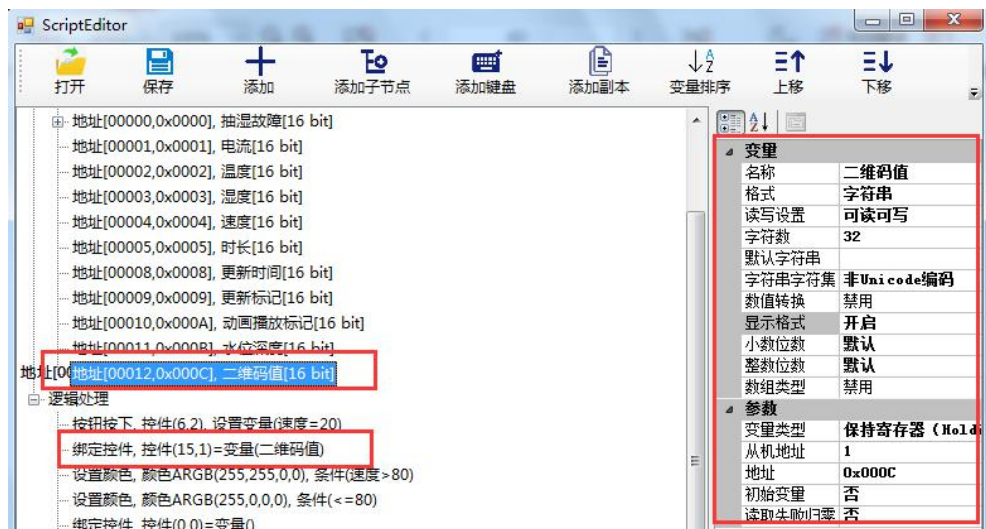 ScriptEditor
打开 保存 添加 添加子节点 添加键盘 添加副本 变量排序 上移 下移
地址[00000,0x0000], 抽湿故障[16 bit]
地址[00001,0x0001], 电流[16 bit]
地址[00002,0x0002], 温度[16 bit]
地址[00003,0x0003], 湿度[16 bit]
地址[00004,0x0004], 速度[16 bit]
地址[00005,0x0005], 时长[16 bit]
地址[00008,0x0008], 更新时间[16 bit]
地址[00009,0x0009], 更新标记[16 bit]
地址[00010,0x000A], 动画播放标记[16 bit]
地址[00011,0x000B], 水位深度[16 bit]
地址[00012,0x000C], 二维码值[16 bit]
逻辑处理
按钮按下, 控件(6,2), 设置变量(速度=20)
绑定控件, 控件(15,1)=变量(二维码值)
设置颜色, 颜色ARGB(255,255,0,0), 条件(速度>80)
设置颜色, 颜色ARGB(255,0,0,0), 条件(<=80)
绑定控件, 控件(0,0)=变量()
变量
名称 二维码值
格式 字符串
读写设置 可读可写
字符数 32
默认字符串
字符串字符集 非Unicode编码
数值转换 禁用
显示格式 开启
小数位数 默认
整数位数 默认
数组类型 禁用
参数
变量类型 保持寄存器（Holdi
从机地址 1
地址 0x000C
初始变量 否
读取失败归零 否